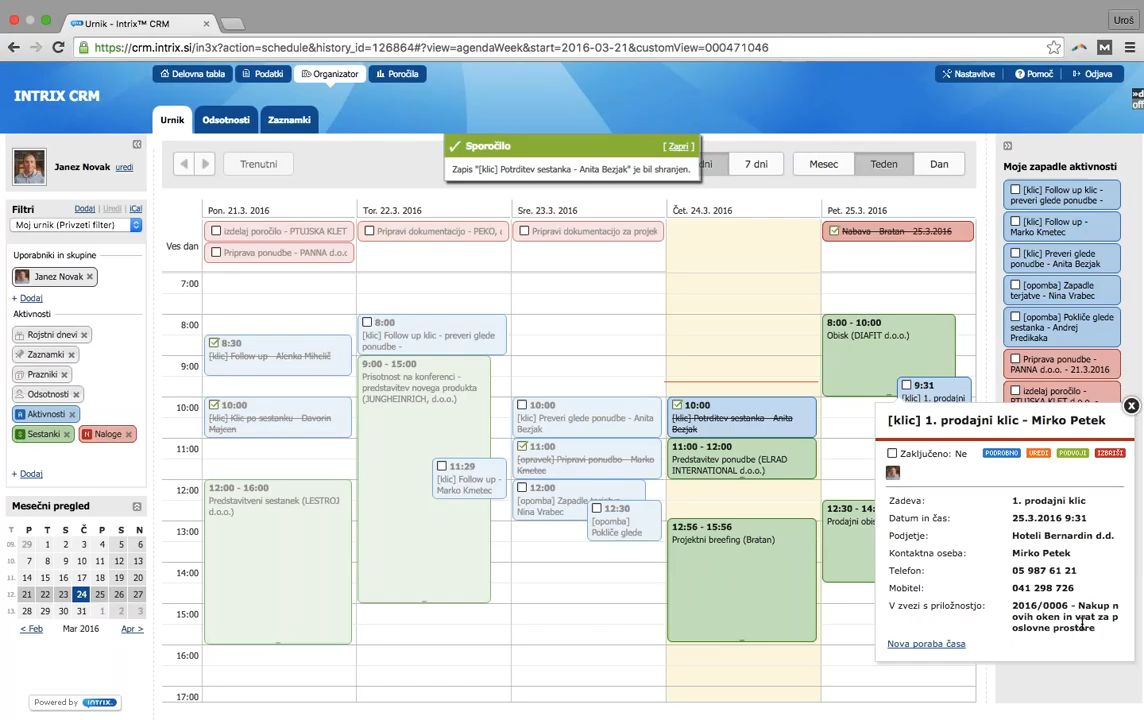 Urnik - Intrix™ CRM
Uroš
https://crm.intrix.si/in3x?action=schedule&history_id=126864#?view=agendaWeek&start=2016-03-21&customView=000471046
Delovna tabla
Podatki
Organizator
Poročila
Nastavitve
Pomoč
Odjava
INTRIX CRM
Urnik
Odsotnosti
Zaznamki
Janez Novak
uredi
Filtri
Dodaj | Uredi | iCal
Moj urnik (Privzeti filter)
Uporabniki in skupine
Janez Novak
+ Dodaj
Aktivnosti
Rojstni dnevi
Zaznamki
Prazniki
Odsotnosti
Aktivnosti
Sestanki
Naloge
+ Dodaj
Mesečni pregled
T P T S Č P S N
09. 29 1 2 3 4 5 6
10. 7 8 9 10 11 12 13
11. 14 15 16 17 18 19 20
12. 21 22 23 24 25 26 27
13. 28 29 30 31 1 2 3
< Feb
Mar 2016
Apr >
Powered by INTRIX.
Trenutni
Sporočilo
[ Zapri ]
Zapis "[klic] Potrditev sestanka - Anita Bezjak" je bil shranjen.
dni
7 dni
Mesec
Teden
Dan
Pon. 21.3. 2016
Tor. 22.3. 2016
Sre. 23.3. 2016
Čet. 24.3. 2016
Pet. 25.3. 2016
Ves dan
izdelaj poročilo - PTUJSKA KLET
Priprava ponudbe - PANNA d.o.c
Pripravi dokumentacijo - PEKO, c
Pripravi dokumentacijo za projek
Nabava - Bratan - 25.3.2016
7:00
8:00
9:00
10:00
11:00
12:00
13:00
14:00
15:00
16:00
17:00
8:30
[klic] Follow up - Alenka Mihelič
10:00
[klic] Klic po sestanku - Davorin
Majcen
12:00 - 16:00
Predstavitveni sestanek (LESTROJ
d.o.o.)
8:00
[klic] Follow up klic - preveri glede
ponudbe -
9:00 - 15:00
Prisotnost na konferenci -
predstavitev novega produkta
(JUNGHEINRICH, d.o.o.)
11:29
[klic] Follow up -
Marko Kmetec
10:00
[klic] Preveri glede ponudbe - Anita
Bezjak
11:00
[opravek] Pripravi ponudbo - Marko
Kmetec
12:00
[opomba] Zapadle terjatve -
Nina Vrabec
12:30
[opomba]
Pokliče glede
10:00
[klic] Potrditev sestanka - Anita
Bezjak
11:00 - 12:00
Predstavitev ponudbe (ELRAD
INTERNATIONAL d.o.o.)
12:56 - 15:56
Projektni breefing (Bratan)
8:00 - 10:00
Obisk (DIAFIT d.o.o.)
9:31
[klic] 1. prodajni
12:30 - 14:
Prodajni obis
Moje zapadle aktivnosti
[klic] Follow up klic -
preveri glede ponudbe -
[klic] Follow up -
Marko Kmetec
[klic] Preveri glede
ponudbe - Anita Bezjak
[opomba] Zapadle
terjatve - Nina Vrabec
[opomba] Pokliče glede
sestanka - Andrej
Predikaka
Priprava ponudbe -
PANNA d.o.o. - 21.3.2016
izdelaj poročilo -
PTUJSKA KLET -
[klic] 1. prodajni klic - Mirko Petek
Zaključeno: Ne
PODROBNO
UREDI
PODVOJI
IZBRIŠI
Zadeva: 1. prodajni klic
Datum in čas: 25.3.2016 9:31
Podjetje: Hoteli Bernardin d.d.
Kontaktna oseba: Mirko Petek
Telefon: 05 987 61 21
Mobitel: 041 298 726
V zvezi s priložnostjo: 2016/0006 - Nakup n
ovih oken in vrat za p
oslovne prostore
Nova poraba časa